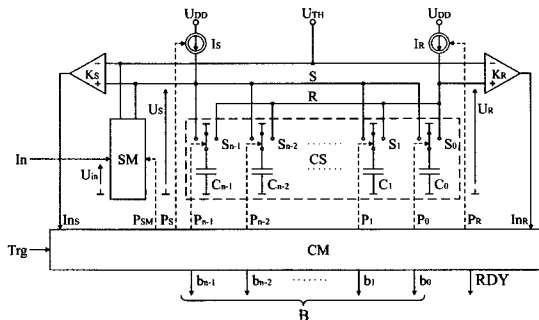 UDD UTH UDD
IS IR
− −
KS S KR
+ +
US R UR
Sn-1 Sn-2 ········ S1 S0
In SM CS
Uin Cn-1 Cn-2 ········ C1 C0
InS PSM PS Pn-1 Pn-2 P1 P0 PR InR
Trg CM
bn-1 bn-2 ········ b1 b0 RDY
B